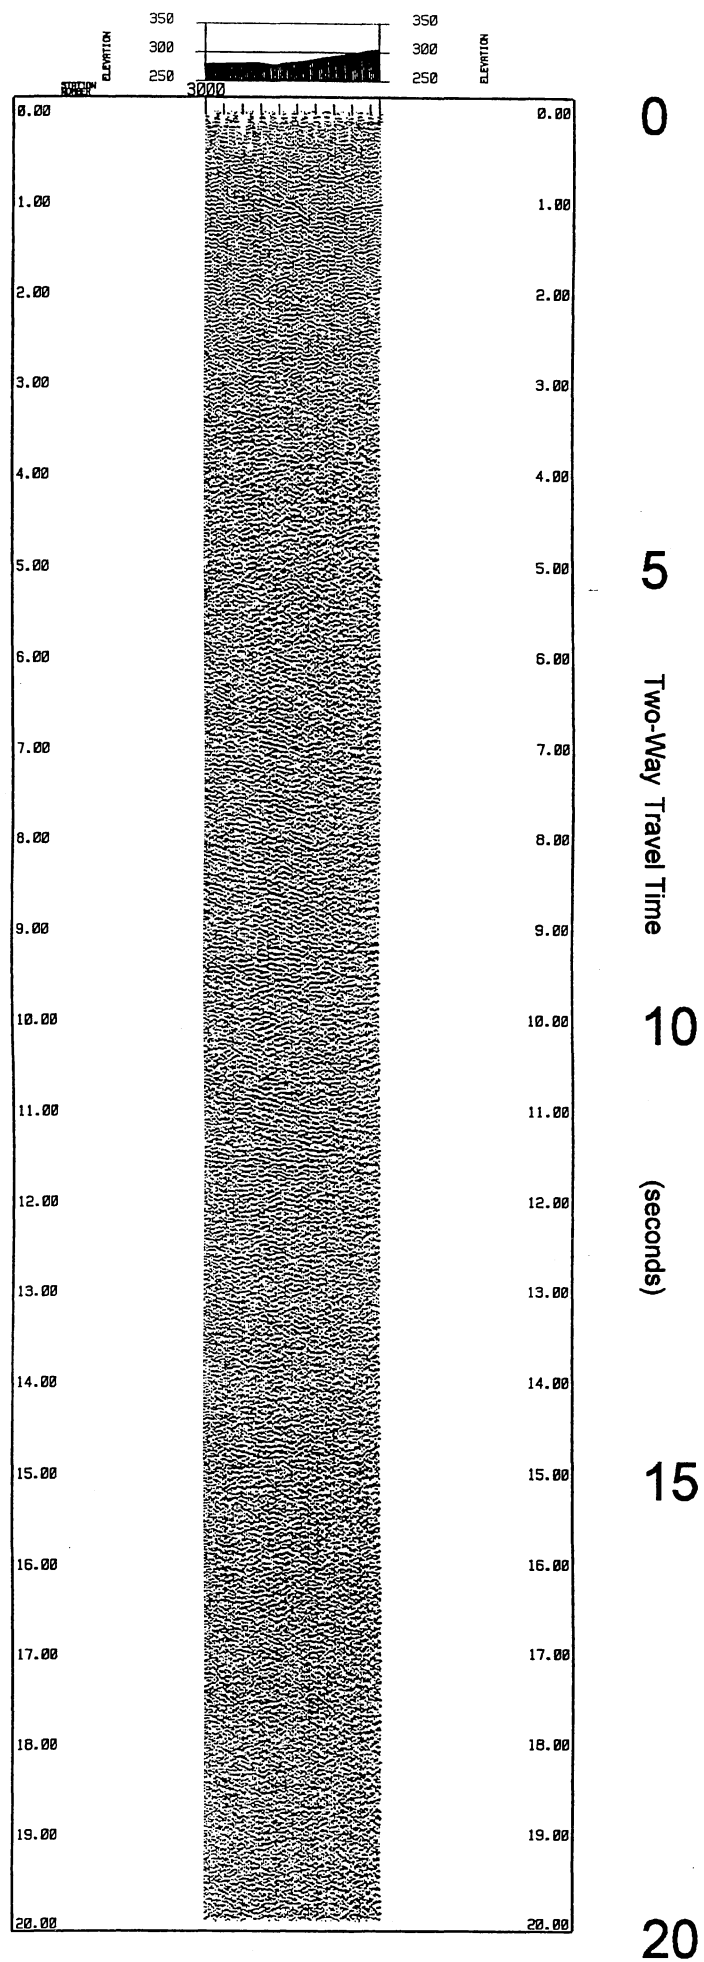 350 350
ELEVATION 300 300 ELEVATION
250 250
STATION
NUMBER 3000
0.00 0.00 0
1.00 1.00
2.00 2.00
3.00 3.00
4.00 4.00
5.00 5.00 5
6.00 6.00
7.00 7.00
8.00 8.00
9.00 9.00
10.00 10.00 10
11.00 11.00
12.00 12.00
13.00 13.00
14.00 14.00
15.00 15.00 15
16.00 16.00
17.00 17.00
18.00 18.00
19.00 19.00
20.00 20.00 20
Two-Way Travel Time (seconds)